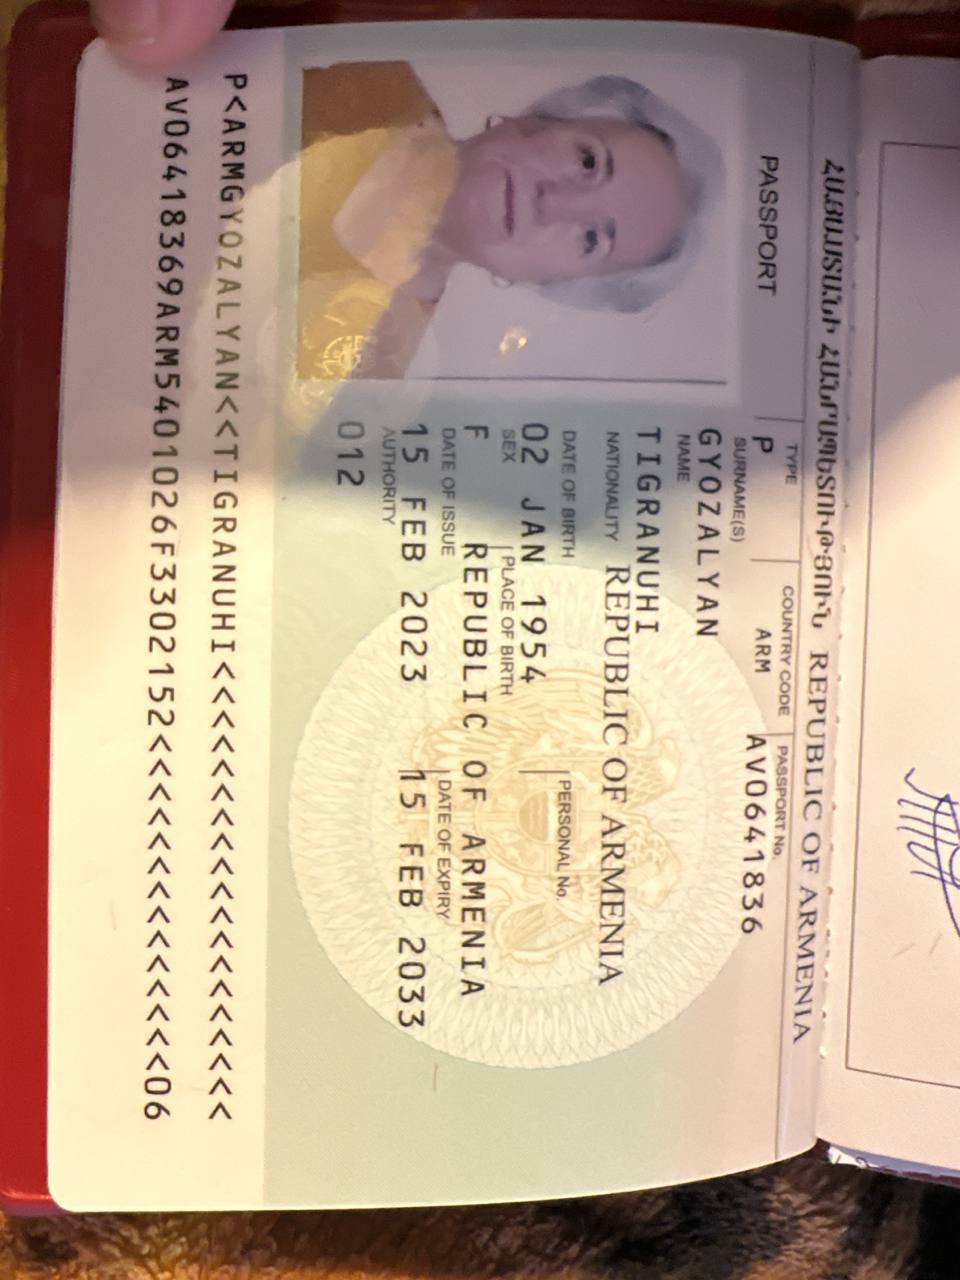 ՀԱՅԱՍՏԱՆԻ ՀԱՆՐԱՊԵՏՈՒԹՅՈՒՆ REPUBLIC OF ARMENIA
PASSPORT
TYPE COUNTRY CODE PASSPORT No.
P ARM AV0641836
SURNAME(S)
GYOZALYAN
NAME
TIGRANUHI
NATIONALITY
REPUBLIC OF ARMENIA
DATE OF BIRTH PERSONAL No.
02 JAN 1954
SEX PLACE OF BIRTH
F REPUBLIC OF ARMENIA
DATE OF ISSUE DATE OF EXPIRY
15 FEB 2023 15 FEB 2033
AUTHORITY
012
P<ARMGYOZALYAN<<TIGRANUHI<<<<<<<<<<<<<<<<<<<
AV06418369ARM5401026F3302152<<<<<<<<<<<<<<06